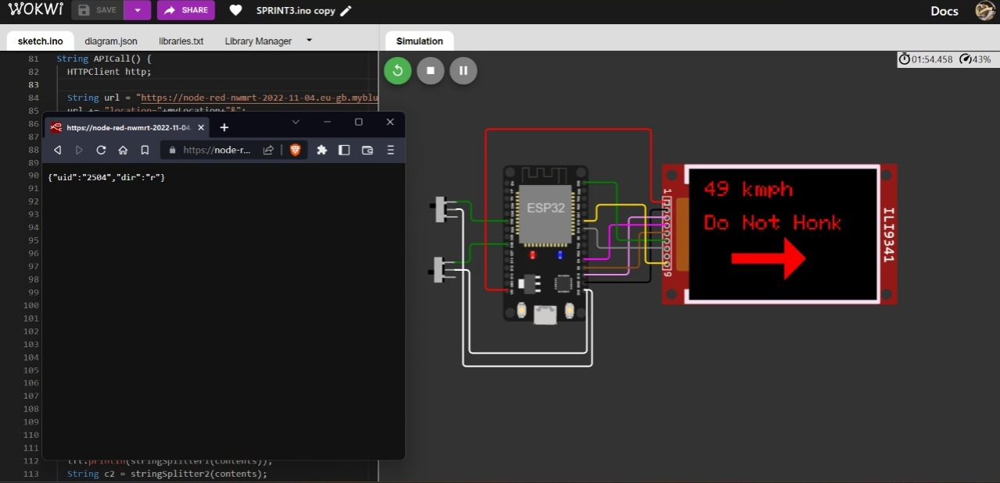 WOKWi
SAVE
SHARE
SPRINT3.ino copy
Docs
sketch.ino
diagram.json
libraries.txt
Library Manager
Simulation
81 String APICall() {
82 HTTPClient http;
83
84 String url = "https://node-red-nwmrt-2022-11-04.eu-gb.myblu
85 url += "location="+myLocation+"&";
86
87
88
89
90
91
92
93
94
95
96
97
98
99
100
101
102
103
104
105
106
107
108
109
110
111
112 tft.println(stringSplitter1(contents));
113 String c2 = stringSplitter2(contents);
https://node-red-nwmrt-2022-11-04.
https://node-r...
{"uid":"2504","dir":"r"}
01:54.458
43%
ESP32
1
9
49 kmph
Do Not Honk
ILI9341